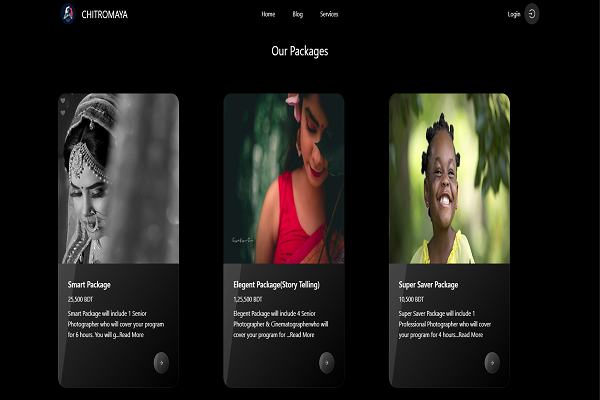 CHITROMAYA
Home Blog Services
Login
Our Packages
Smart Package
25,500 BDT
Smart Package will include 1 Senior
Photographer who will cover your program
for 6 hours. You will g...Read More
Elegent Package(Story Telling)
1,25,500 BDT
Elegent Package will include 4 Senior
Photographer & Cinematographerwho will
cover your program for ...Read More
Super Saver Package
10,500 BDT
Super Saver Package will include 1
Professional Photographer who will cover
your program for 4 hours...Read More